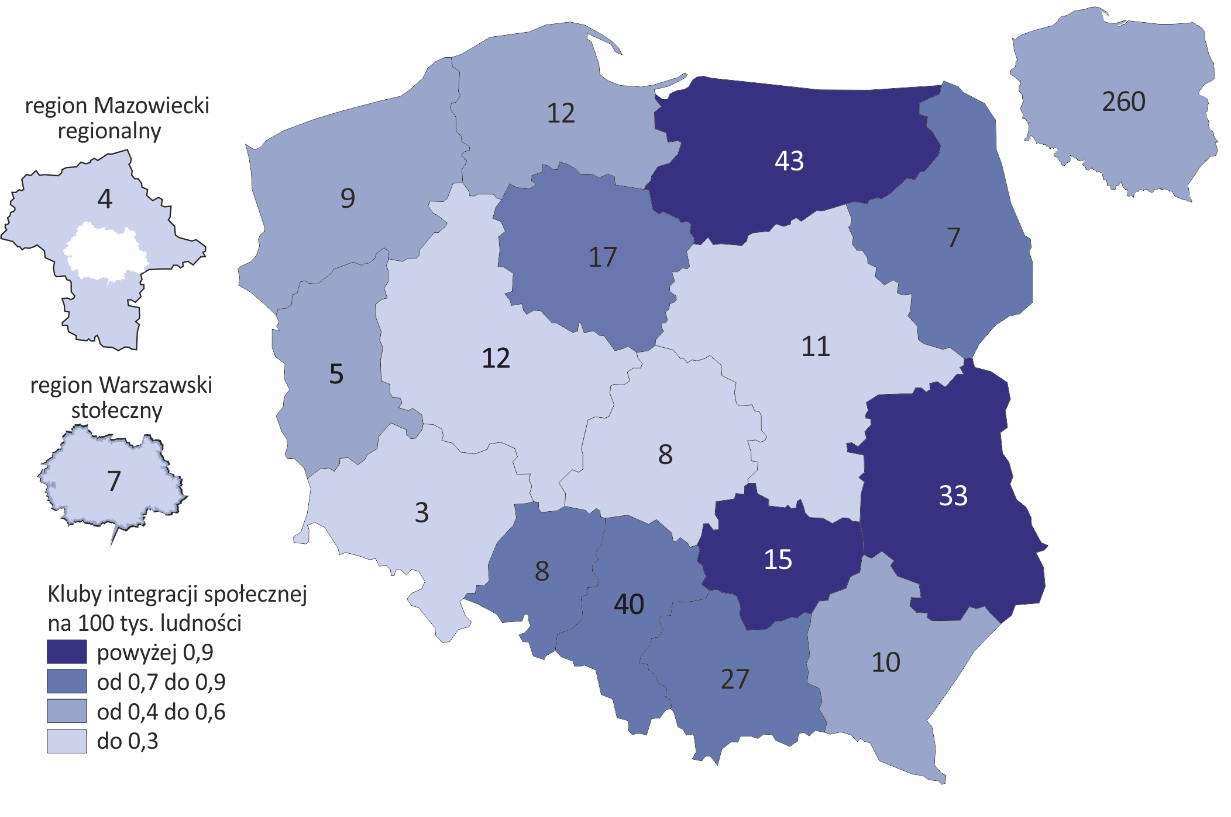 region Mazowiecki
regionalny
4
region Warszawski
stołeczny
7
Kluby integracji społecznej
na 100 tys. ludności
powyżej 0,9
od 0,7 do 0,9
od 0,4 do 0,6
do 0,3
260
12
43
9
7
17
11
12
5
8
33
3
15
8
40
10
27